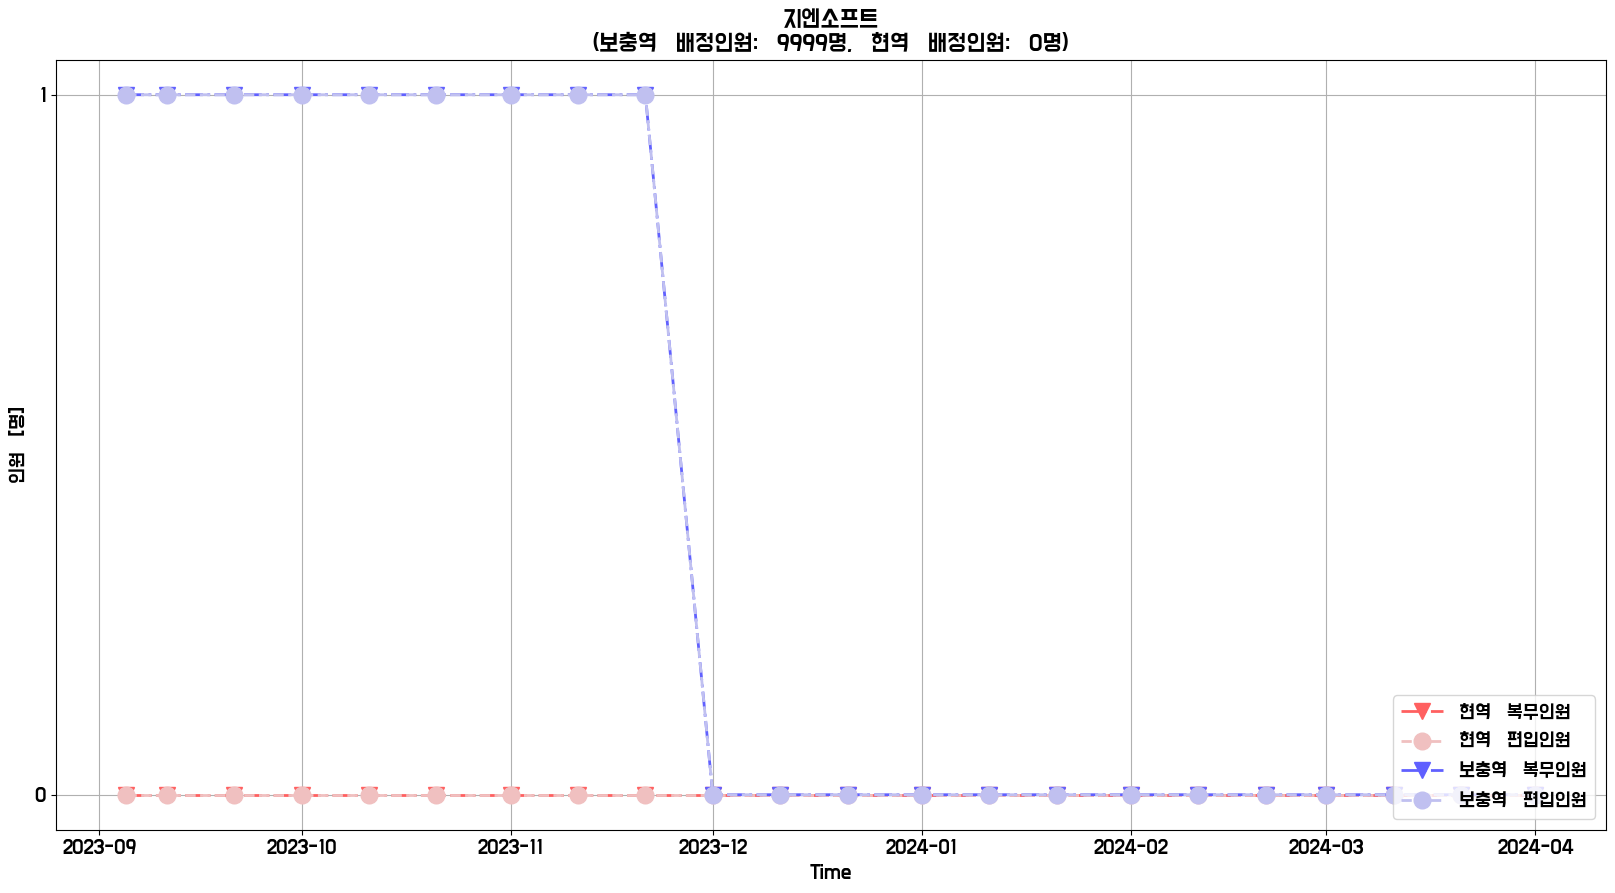 지엔소프트
(보충역 배정인원: 9999명, 현역 배정인원: 0명)
1
0
인원 [명]
2023-09 2023-10 2023-11 2023-12 2024-01 2024-02 2024-03 2024-04
Time
현역 복무인원
현역 편입인원
보충역 복무인원
보충역 편입인원